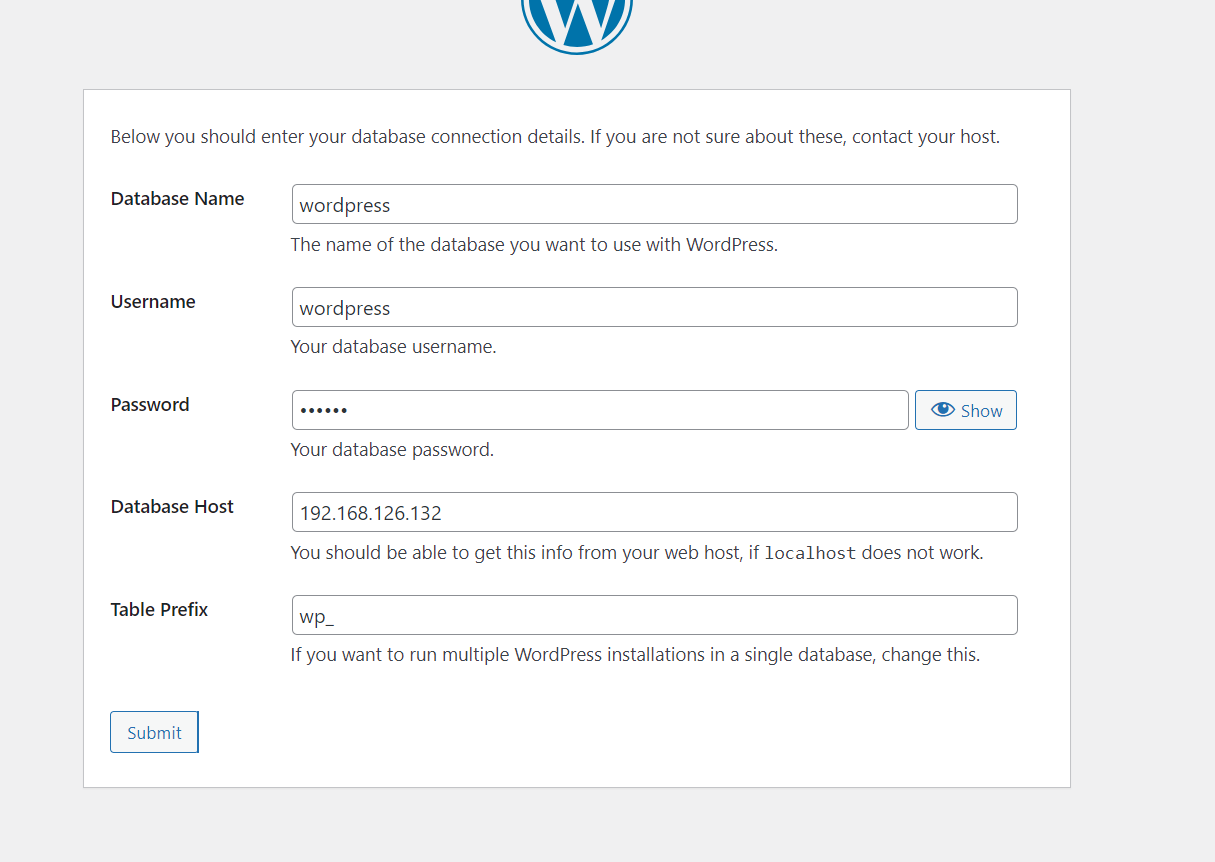 Below you should enter your database connection details. If you are not sure about these, contact your host.
Database Name
wordpress
The name of the database you want to use with WordPress.
Username
wordpress
Your database username.
Password
••••••
Show
Your database password.
Database Host
192.168.126.132
You should be able to get this info from your web host, if localhost does not work.
Table Prefix
wp_
If you want to run multiple WordPress installations in a single database, change this.
Submit